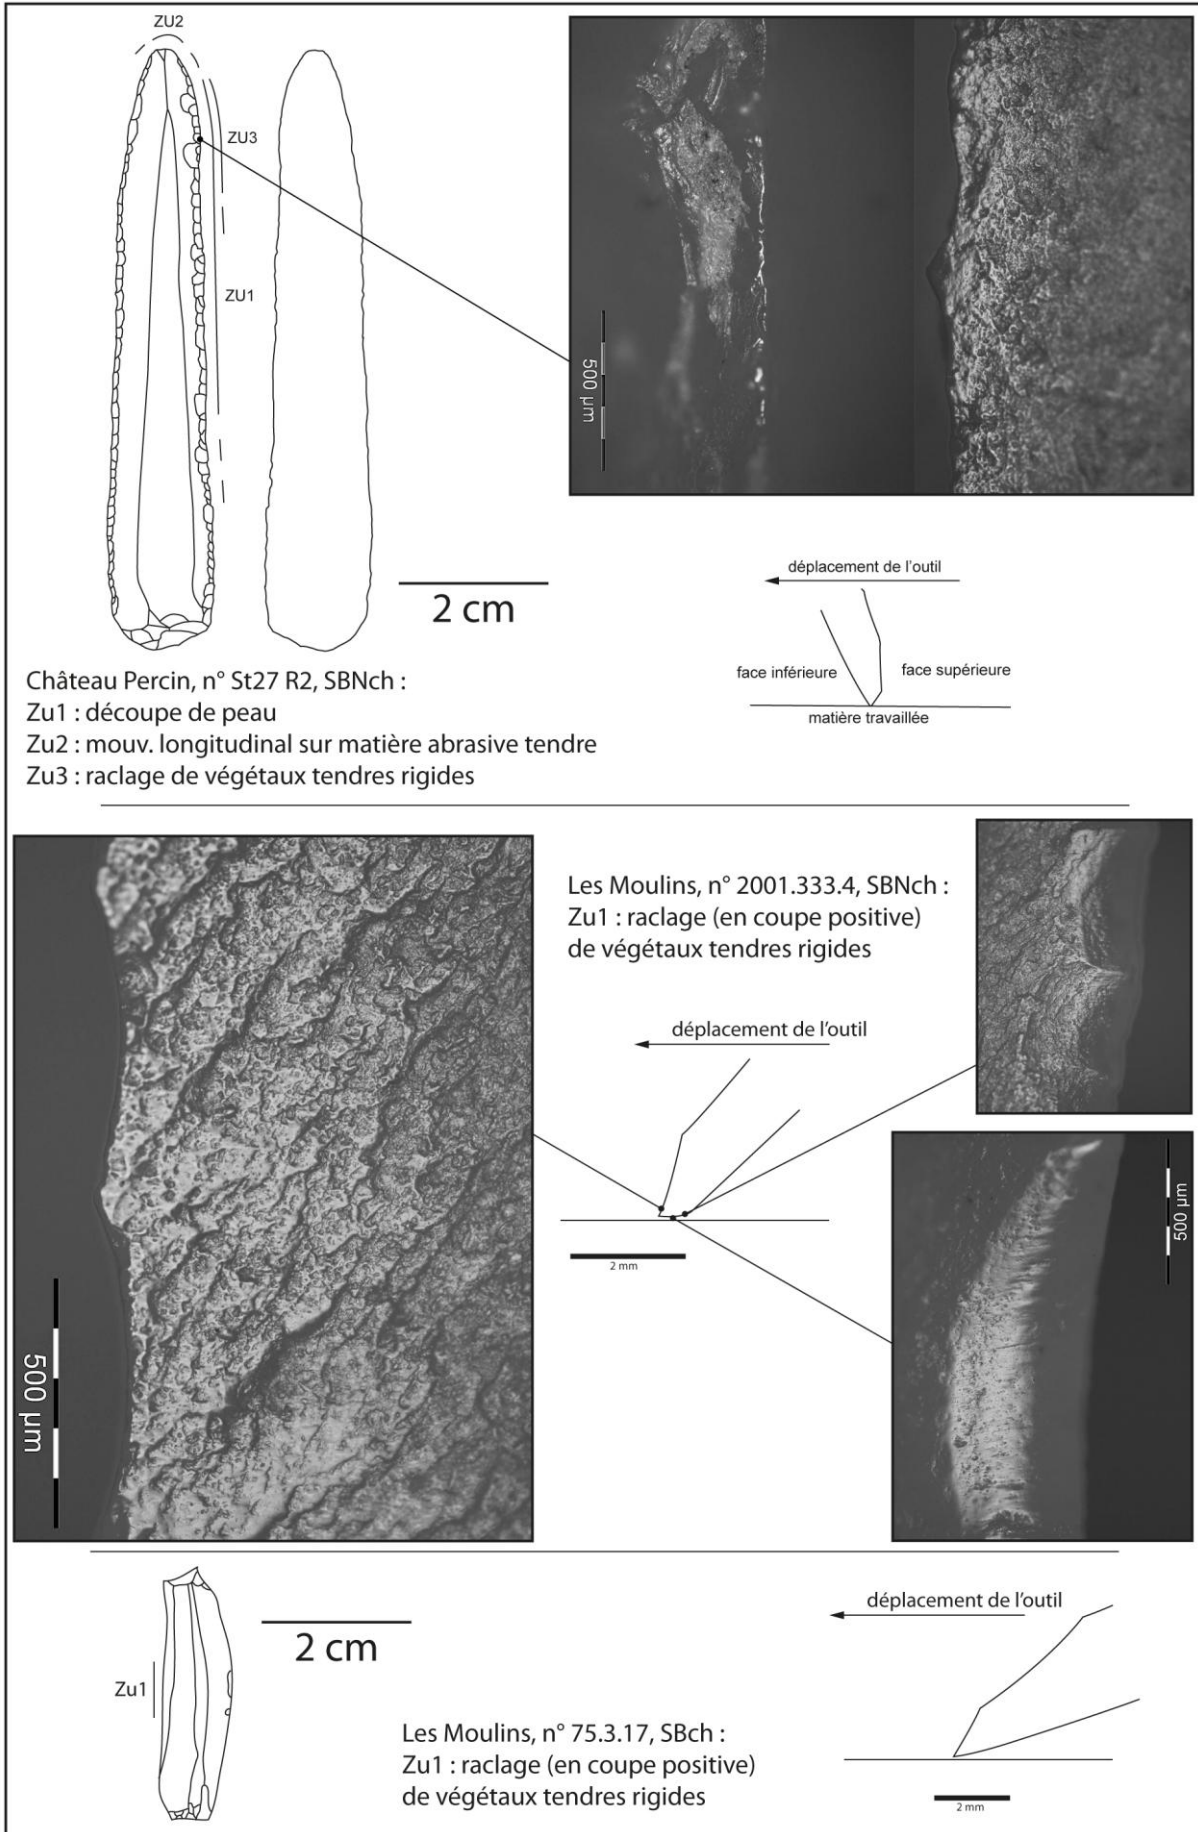 ZU2
ZU3
ZU1
500 µm
2 cm
déplacement de l'outil
face inférieure
face supérieure
matière travaillée
Château Percin, n° St27 R2, SBNch :
Zu1 : découpe de peau
Zu2 : mouv. longitudinal sur matière abrasive tendre
Zu3 : raclage de végétaux tendres rigides
Les Moulins, n° 2001.333.4, SBNch :
Zu1 : raclage (en coupe positive)
de végétaux tendres rigides
déplacement de l'outil
2 mm
500 µm
500 µm
Zu1
2 cm
déplacement de l'outil
Les Moulins, n° 75.3.17, SBch :
Zu1 : raclage (en coupe positive)
de végétaux tendres rigides
2 mm